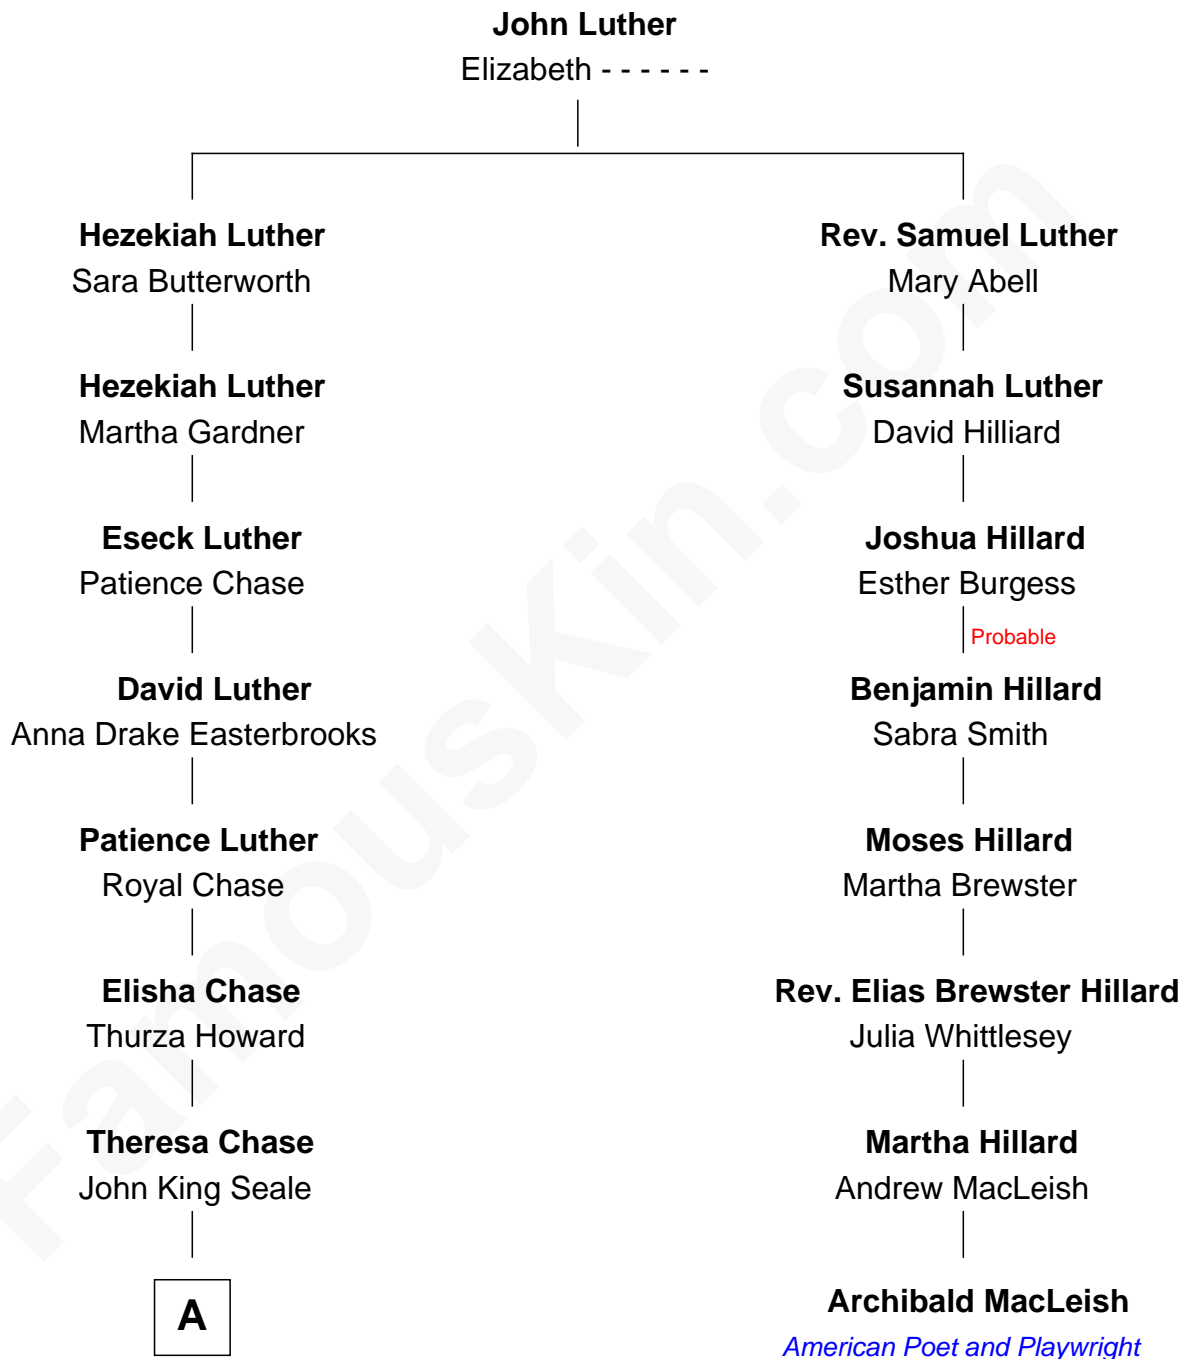 John Luther
Elizabeth - - - - - -
Hezekiah Luther
Sara Butterworth
Rev. Samuel Luther
Mary Abell
Hezekiah Luther
Martha Gardner
Susannah Luther
David Hilliard
Eseck Luther
Patience Chase
Joshua Hillard
Esther Burgess
Probable
David Luther
Anna Drake Easterbrooks
Benjamin Hillard
Sabra Smith
Patience Luther
Royal Chase
Moses Hillard
Martha Brewster
Elisha Chase
Thurza Howard
Rev. Elias Brewster Hillard
Julia Whittlesey
Theresa Chase
John King Seale
Martha Hillard
Andrew MacLeish
A
Archibald MacLeish
American Poet and Playwright
FamousKin.com